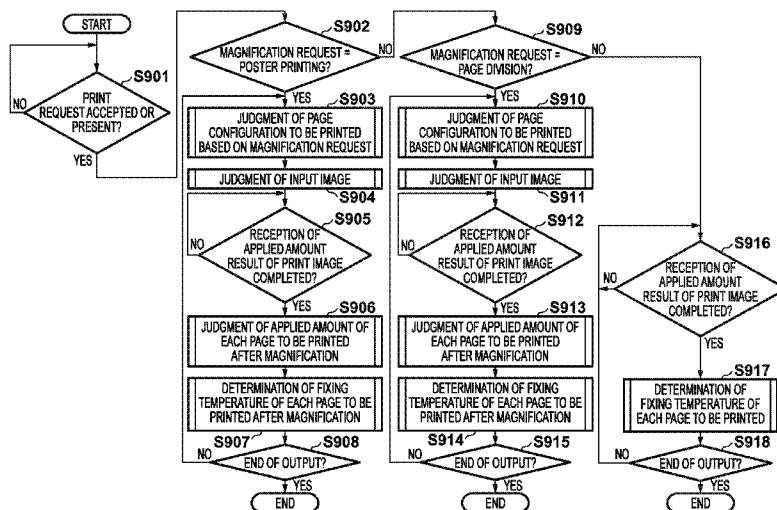 START
S901
PRINT
REQUEST ACCEPTED OR
PRESENT?
NO
YES
S902
MAGNIFICATION REQUEST =
POSTER PRINTING?
NO
YES
S903
JUDGMENT OF PAGE
CONFIGURATION TO BE PRINTED
BASED ON MAGNIFICATION REQUEST
JUDGMENT OF INPUT IMAGE
S904
S905
RECEPTION OF
APPLIED AMOUNT
RESULT OF PRINT IMAGE
COMPLETED?
NO
YES
S906
JUDGMENT OF APPLIED AMOUNT OF
EACH PAGE TO BE PRINTED
AFTER MAGNIFICATION
DETERMINATION OF FIXING
TEMPERATURE OF EACH PAGE TO BE
PRINTED AFTER MAGNIFICATION
S907
S908
NO
END OF OUTPUT?
YES
END
S909
MAGNIFICATION REQUEST =
PAGE DIVISION?
NO
YES
S910
JUDGMENT OF PAGE
CONFIGURATION TO BE PRINTED
BASED ON MAGNIFICATION REQUEST
JUDGMENT OF INPUT IMAGE
S911
S912
RECEPTION OF
APPLIED AMOUNT
RESULT OF PRINT IMAGE
COMPLETED?
NO
YES
S913
JUDGMENT OF APPLIED AMOUNT OF
EACH PAGE TO BE PRINTED
AFTER MAGNIFICATION
DETERMINATION OF FIXING
TEMPERATURE OF EACH PAGE TO BE
PRINTED AFTER MAGNIFICATION
S914
S915
NO
END OF OUTPUT?
YES
END
S916
RECEPTION OF
APPLIED AMOUNT
RESULT OF PRINT IMAGE
COMPLETED?
NO
YES
S917
DETERMINATION OF
FIXING TEMPERATURE OF
EACH PAGE TO BE PRINTED
S918
NO
END OF OUTPUT?
YES
END